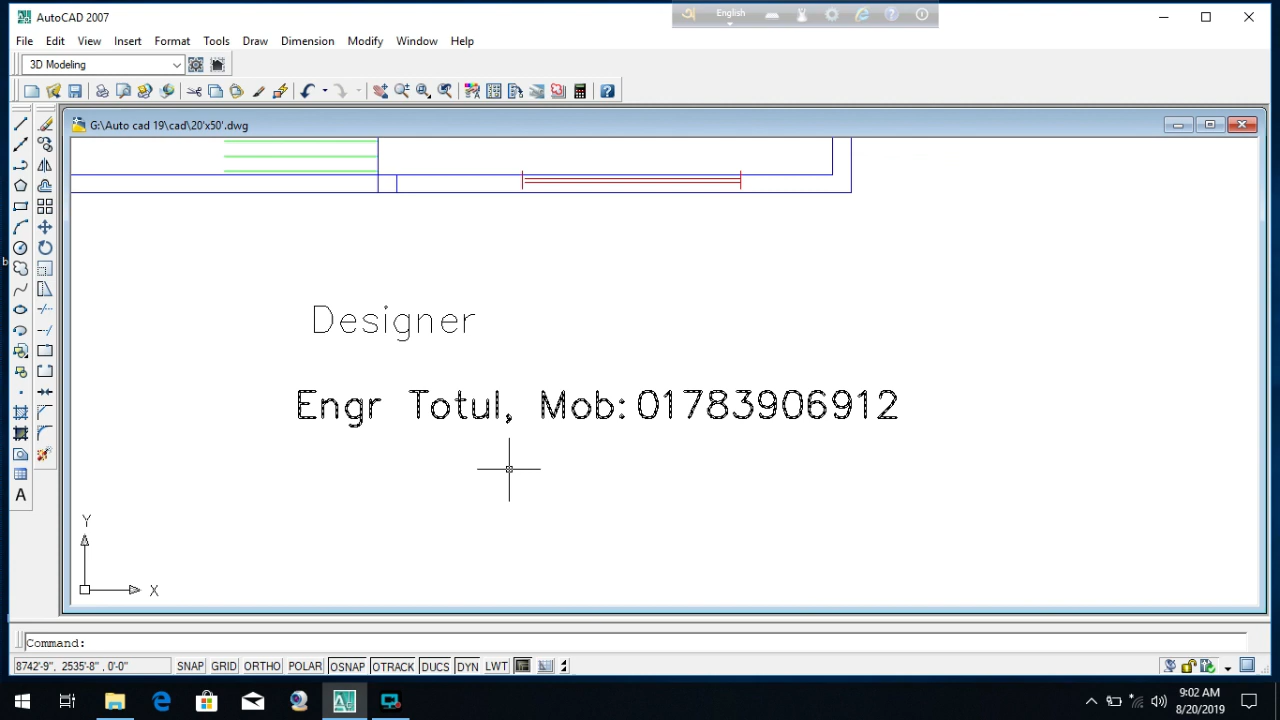 AutoCAD 2007
অ English
File Edit View Insert Format Tools Draw Dimension Modify Window Help
3D Modeling
G:\Auto cad 19\cad\20'x50'.dwg
Designer
Engr Totul, Mob:01783906912
b
A
Y
X
Command:
8742'-9", 2535'-8" , 0'-0" SNAP GRID ORTHO POLAR OSNAP OTRACK DUCS DYN LWT
9:02 AM
8/20/2019